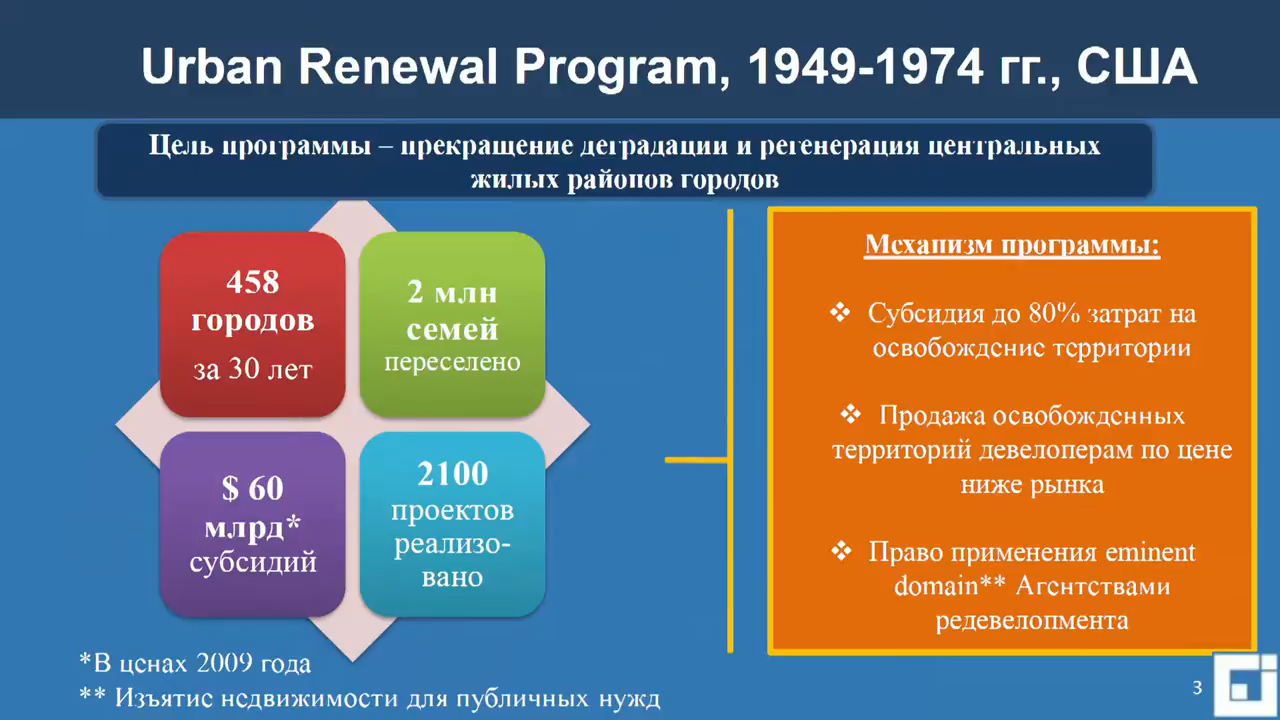 Urban Renewal Program, 1949-1974 гг., США
Цель программы – прекращение деградации и регенерация центральных
жилых районов городов
458
городов
за 30 лет
2 млн
семей
переселено
$ 60
млрд*
субсидий
2100
проектов
реализо-
вано
Механизм программы:
❖ Субсидия до 80% затрат на
освобождение территории
❖ Продажа освобожденных
территорий девелоперам по цене
ниже рынка
❖ Право применения eminent
domain** Агентствами
редевелопмента
*В ценах 2009 года
** Изъятие недвижимости для публичных нужд
3